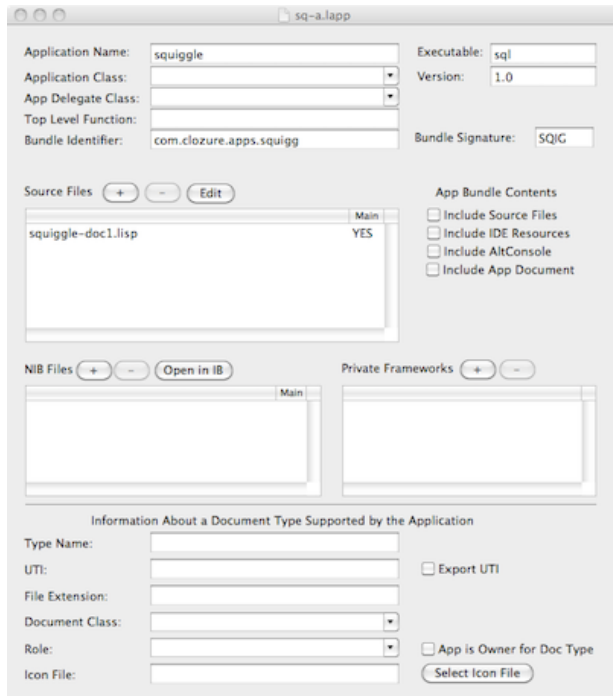 sq-a.lapp
Application Name: squiggle Executable: sql
Application Class: Version: 1.0
App Delegate Class:
Top Level Function:
Bundle Identifier: com.clozure.apps.squigg Bundle Signature: SQIG
Source Files + - Edit App Bundle Contents
Main Include Source Files
squiggle-doc1.lisp YES Include IDE Resources
Include AltConsole
Include App Document
NIB Files + - Open in IB Private Frameworks + -
Main
Information About a Document Type Supported by the Application
Type Name:
UTI: Export UTI
File Extension:
Document Class:
Role: App is Owner for Doc Type
Icon File: Select Icon File